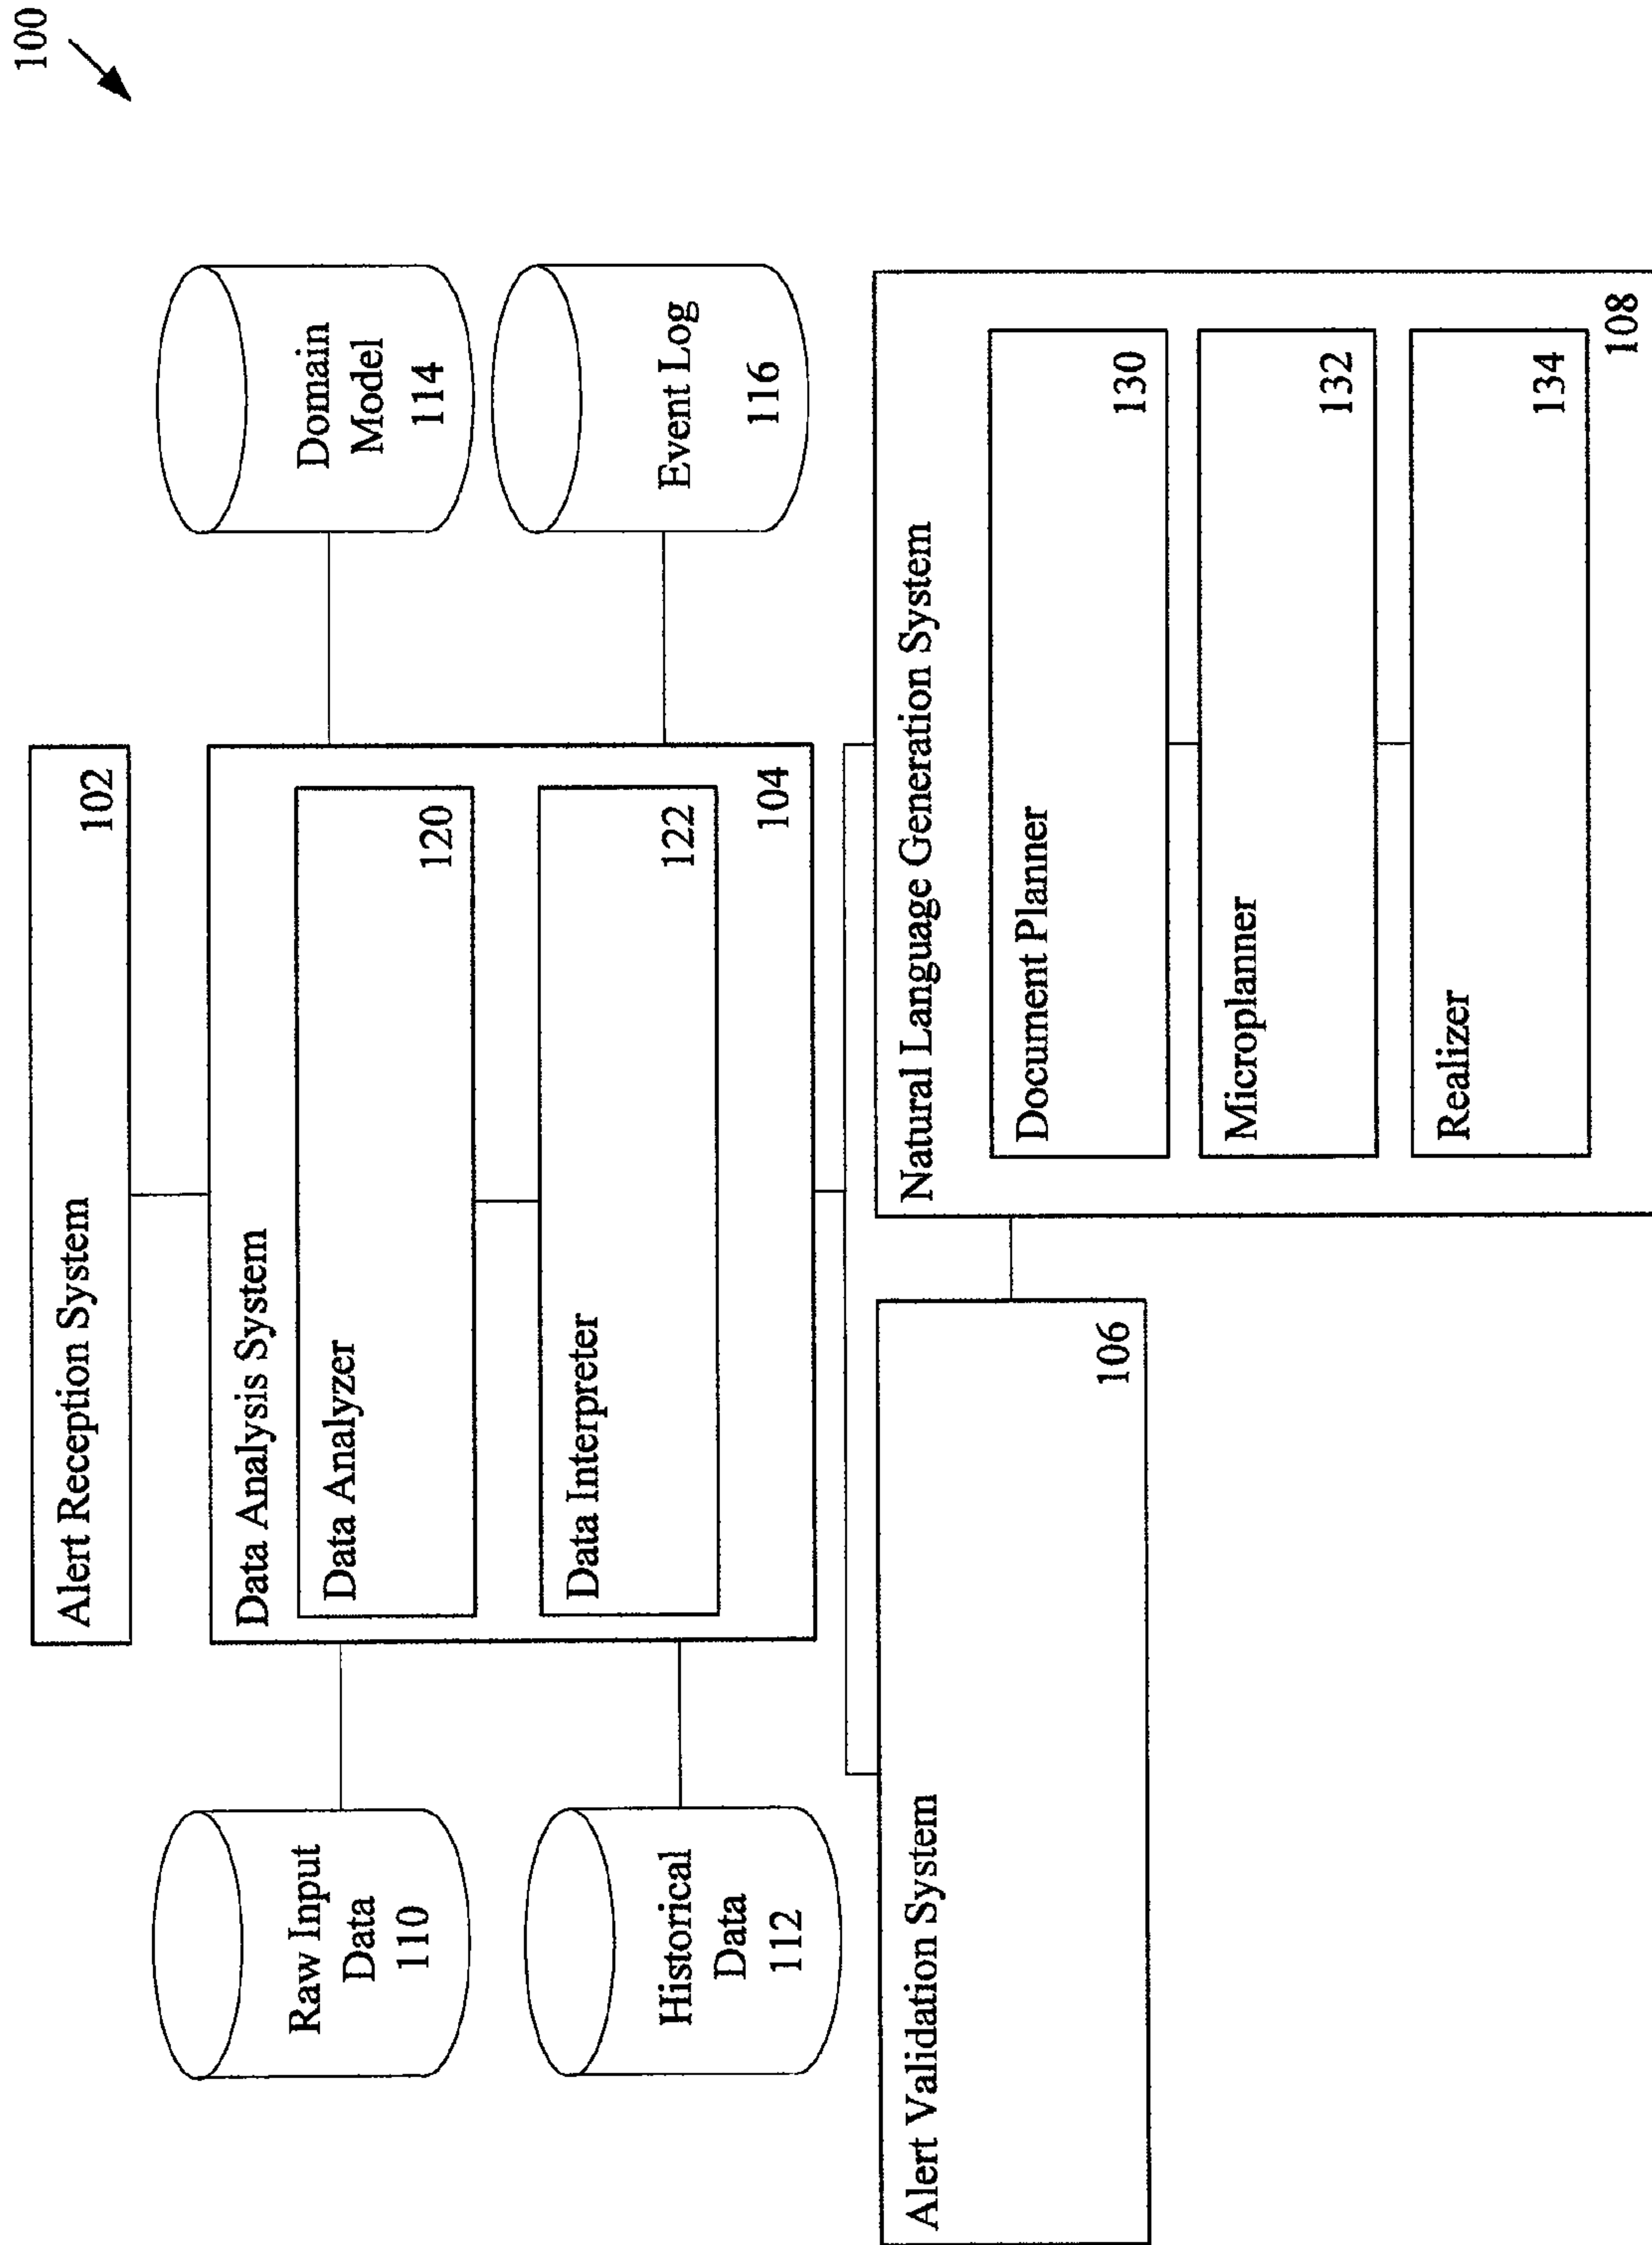 100
Alert Reception System
102
Raw Input
Data
110
Historical
Data
112
Data Analysis System
Data Analyzer
120
Data Interpreter
122
104
Domain
Model
114
Event Log
116
Alert Validation System
106
Natural Language Generation System
Document Planner
130
Microplanner
132
Realizer
134
108